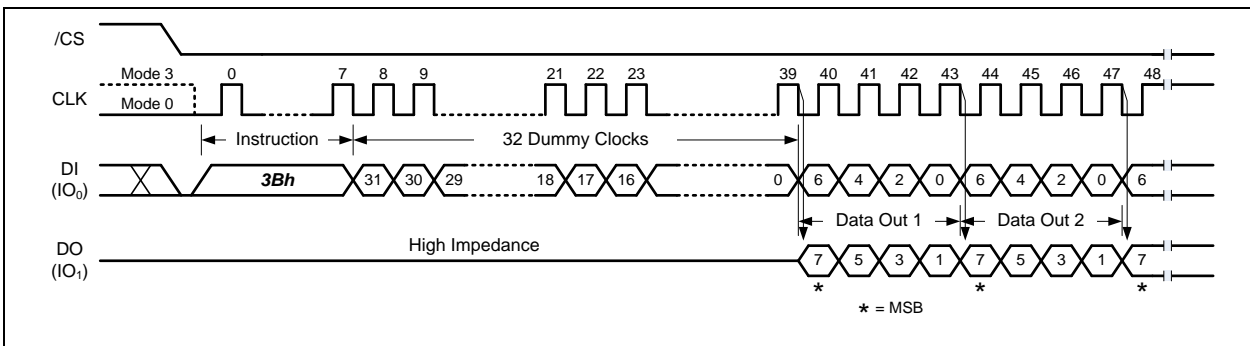 /CS
Mode 3 0 7 8 9 21 22 23 39 40 41 42 43 44 45 46 47 48
CLK
Mode 0
Instruction 32 Dummy Clocks
DI
(IO0) 3Bh 31 30 29 18 17 16 0 6 4 2 0 6 4 2 0 6
Data Out 1 Data Out 2
DO
(IO1) High Impedance 7 5 3 1 7 5 3 1 7
* * *
* = MSB